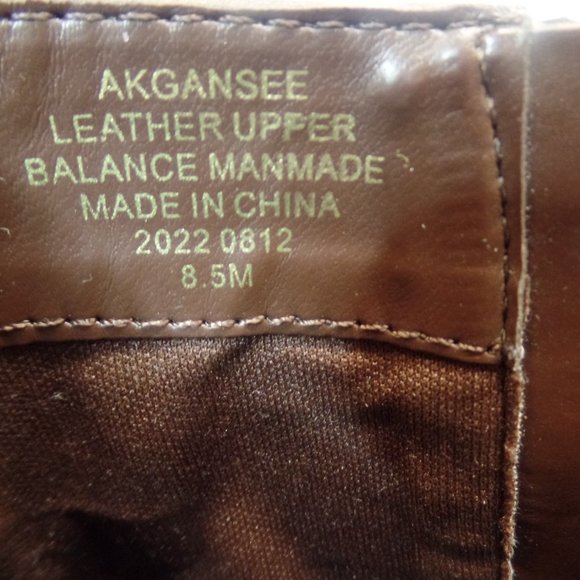 AKGANSEE
LEATHER UPPER
BALANCE MANMADE
MADE IN CHINA
2022 0812
8.5M